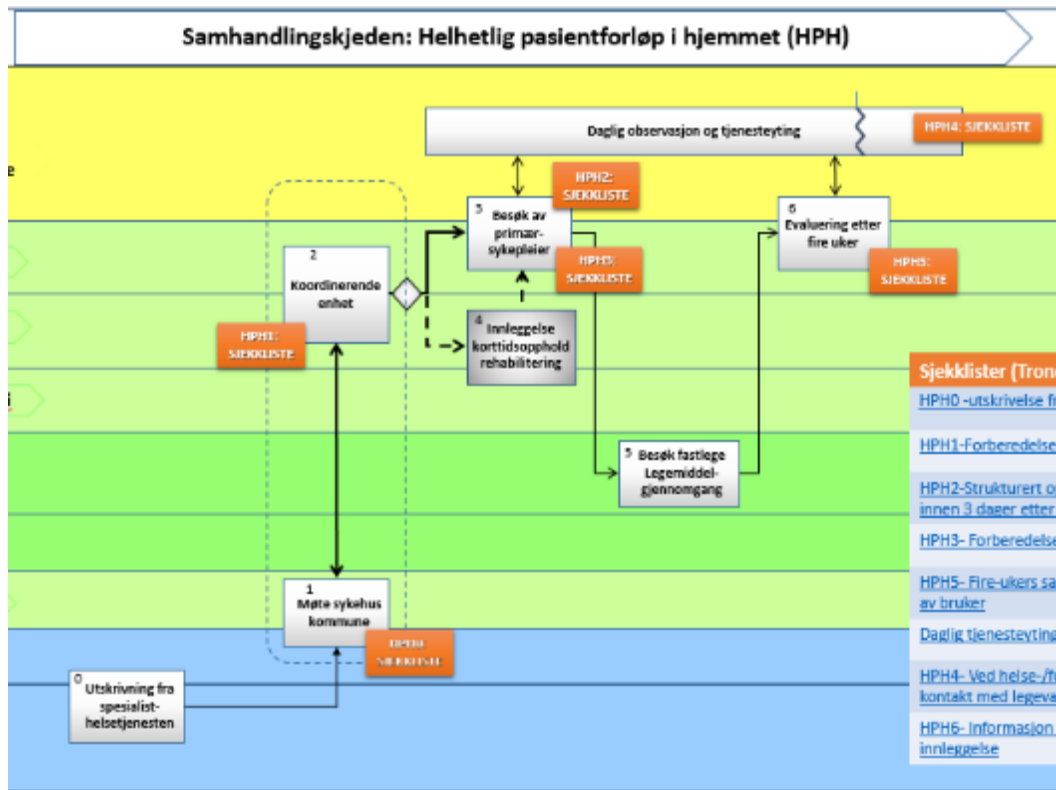 Samhandlingskjeden: Helhetlig pasientforløp i hjemmet (HPH)
Daglig observasjon og tjenesteyting
HPH4: SJEKKLISTE
e
HPH2:
SJEKKLISTE
3
Besøk av
primær-
sykepleier
6
Evaluering etter
fire uker
2
Koordinerende
enhet
HPH3:
SJEKKLISTE
HPH5:
SJEKKLISTE
HPH1:
SJEKKLISTE
4
Innleggelse
korttidsopphold
rehabilitering
i
5
Besøk fastlege
Legemiddel-
gjennomgang
1
Møte sykehus
kommune
SJEKKLISTE
0
Utskrivning fra
spesialist-
helsetjenesten
Sjekklister (Tron
HPH0 -utskrivelse fr
HPH1-Forberedelse
HPH2-Strukturert o
innen 3 dager etter
HPH3- Forberedelse
HPH5- Fire-ukers sa
av bruker
Daglig tjenesteyting
HPH4- Ved helse-/f
kontakt med legeva
HPH6- Informasjon
innleggelse